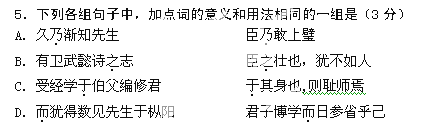 5. 下列各组句子中，加点词的意义和用法相同的一组是（3 分）
A. 久乃渐知先生 臣乃敢上璧
B. 有卫武懿诗之志 臣之壮也，犹不如人
C. 受经学于伯父编修君 于其身也，则耻师焉
D. 而犹得数见先生于枞阳 君子博学而日参省乎己